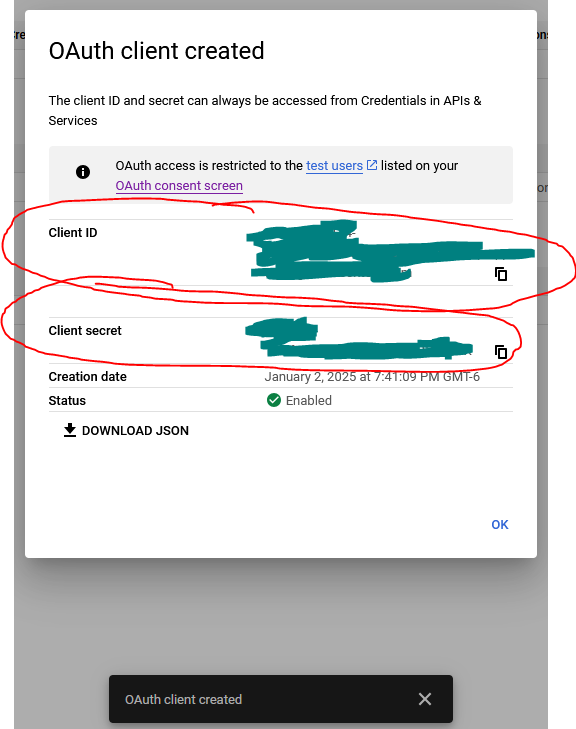 OAuth client created
The client ID and secret can always be accessed from Credentials in APIs &
Services
OAuth access is restricted to the test users listed on your
OAuth consent screen
Client ID
Client secret
Creation date January 2, 2025 at 7:41:09 PM GMT-6
Status Enabled
DOWNLOAD JSON
OK
OAuth client created